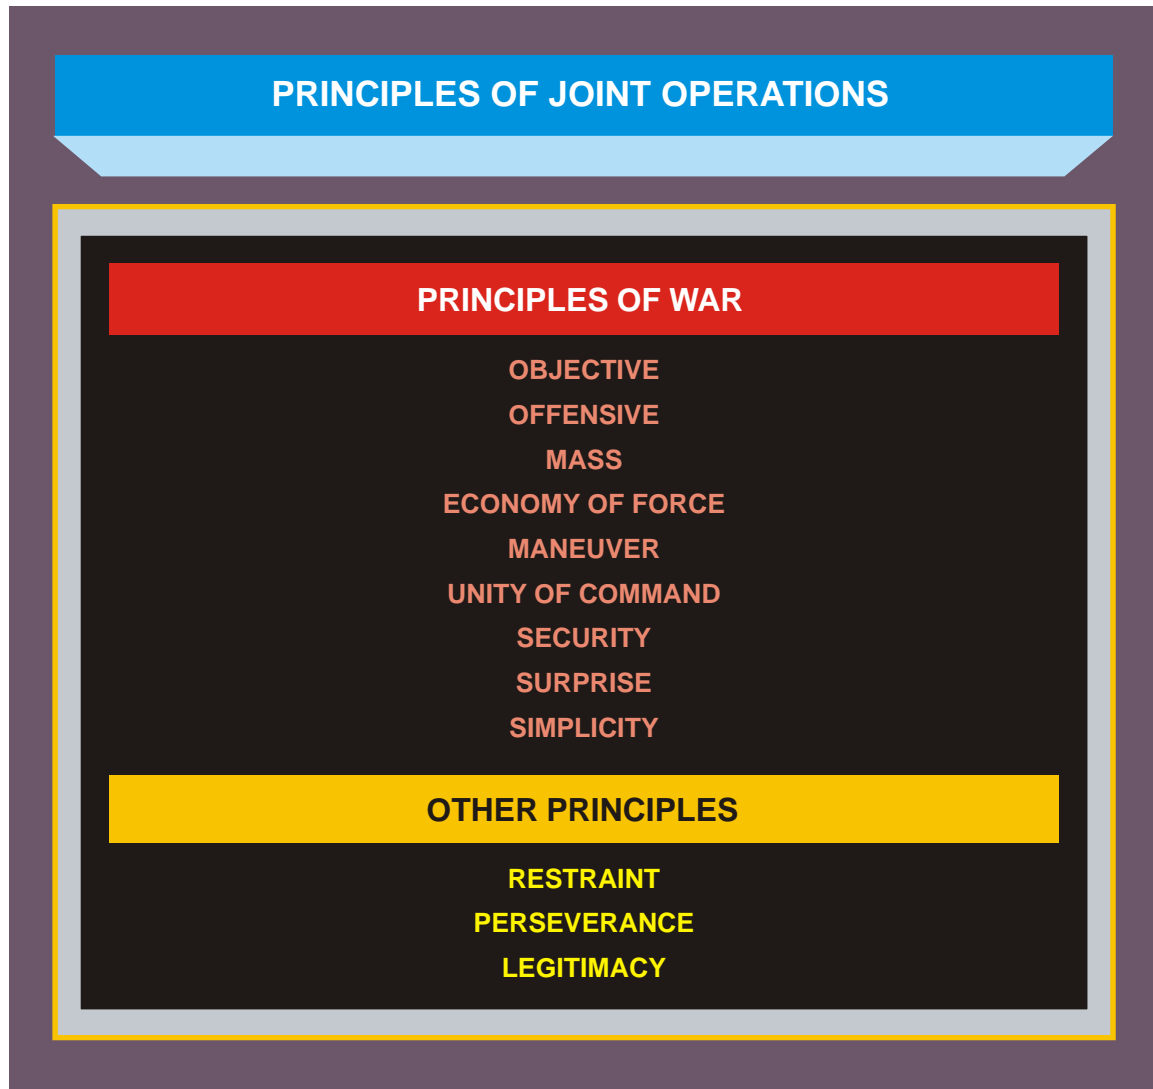 PRINCIPLES OF JOINT OPERATIONS
PRINCIPLES OF WAR
OBJECTIVE
OFFENSIVE
MASS
ECONOMY OF FORCE
MANEUVER
UNITY OF COMMAND
SECURITY
SURPRISE
SIMPLICITY
OTHER PRINCIPLES
RESTRAINT
PERSEVERANCE
LEGITIMACY